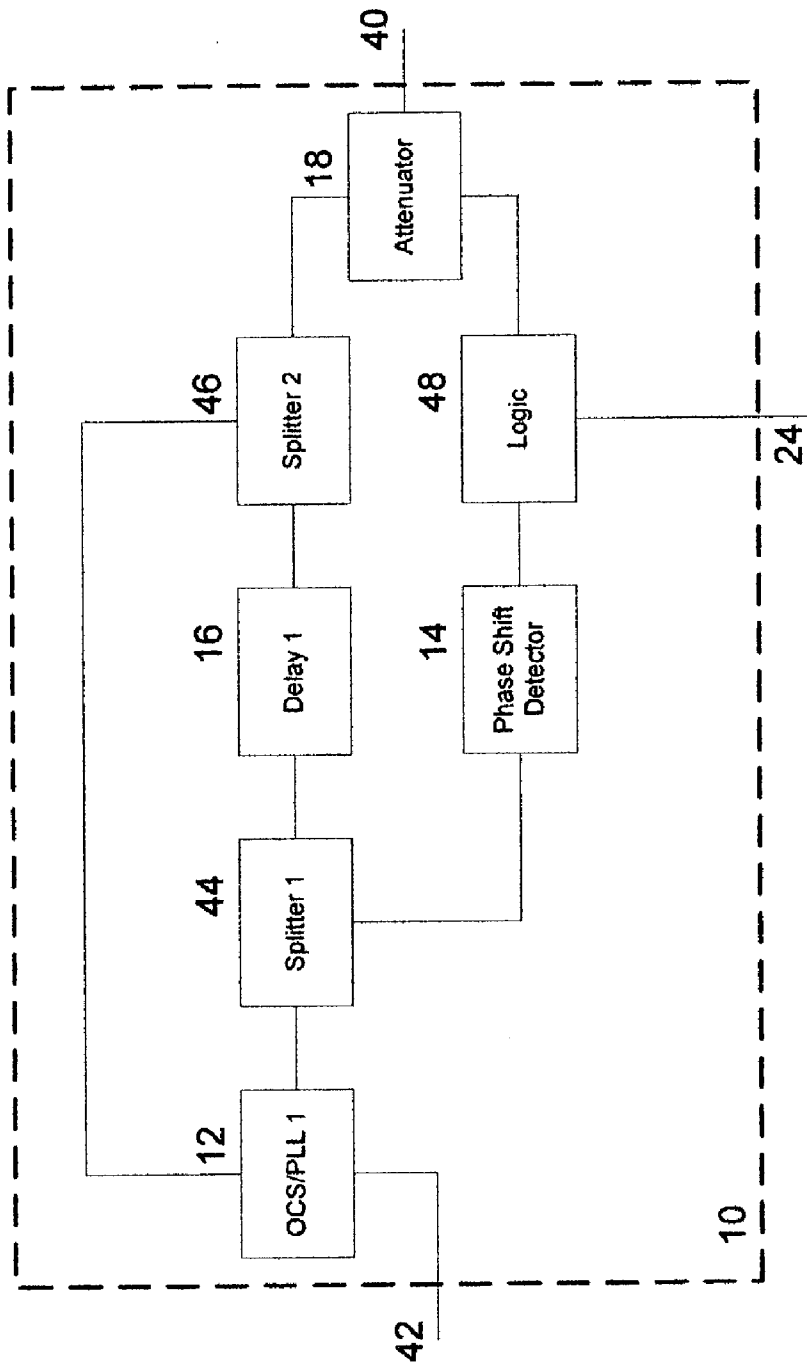 40
18
Attenuator
46
Splitter 2
48
Logic
24
16
Delay 1
14
Phase Shift
Detector
44
Splitter 1
12
OCS/PLL 1
10
42